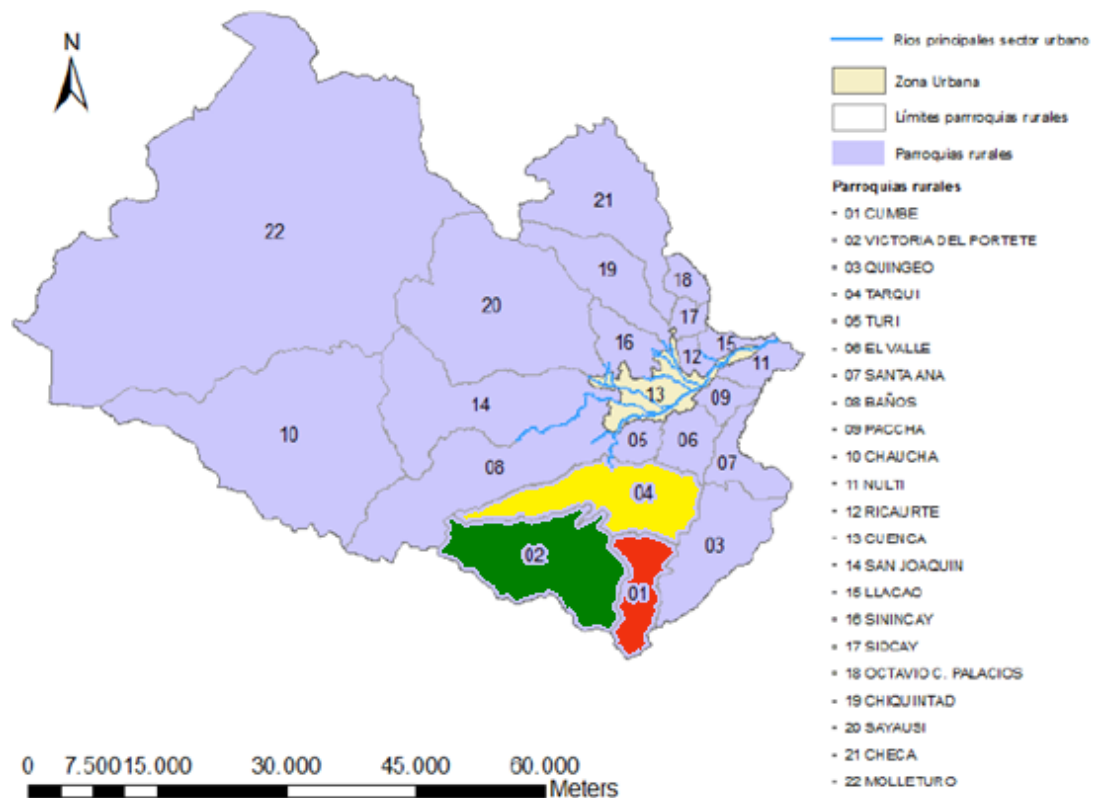 N
Rios principales sector urbano
Zona Urbana
Límites parrroquias rurales
Parroquias rurales
Parroquias rurales
- 01 CUMBE
- 02 VICTORIA DEL PORTETE
- 03 QUINGEO
- 04 TARQUI
- 05 TURI
- 06 EL VALLE
- 07 SANTA ANA
- 08 BAÑOS
- 09 PACCHA
- 10 CHAUCHA
- 11 NULTI
- 12 RICAURTE
- 13 CUENCA
- 14 SAN JOAQUIN
- 15 LLACAO
- 16 SININCAY
- 17 SIDCAY
- 18 OCTAVIO C. PALACIOS
- 19 CHIQUINTAD
- 20 SAYAUSI
- 21 CHECA
- 22 MOLLETURO
21
22
19
18
20
17
16
15
12
11
13
09
14
10
05
06
08
07
04
03
02
01
0 7.500 15.000 30.000 45.000 60.000
Meters